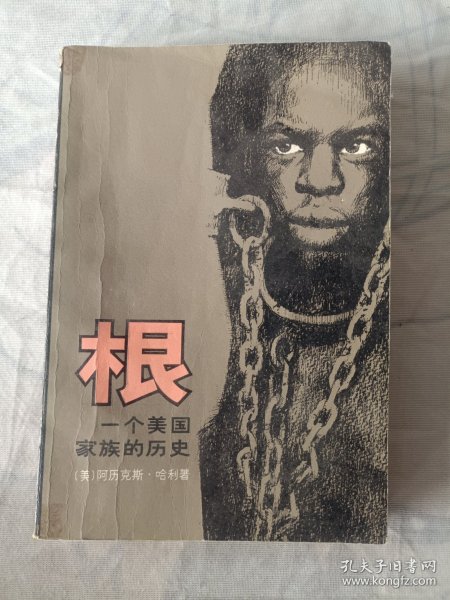 根
一个美国
家族的历史
(美)阿历克斯·哈利著
孔夫子旧书网
www.kongfz.com